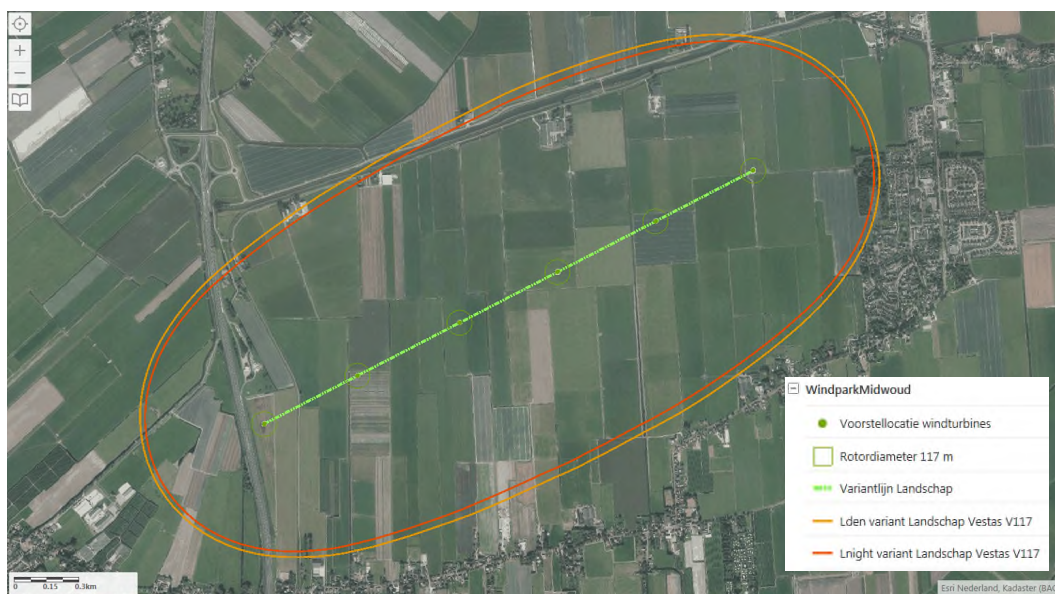 WindparkMidwoud
Voorstellocatie windturbines
Rotordiameter 117 m
Variantlijn Landschap
Lden variant Landschap Vestas V117
Lnight variant Landschap Vestas V117
0 0.15 0.3km
Esri Nederland, Kadaster (BAG